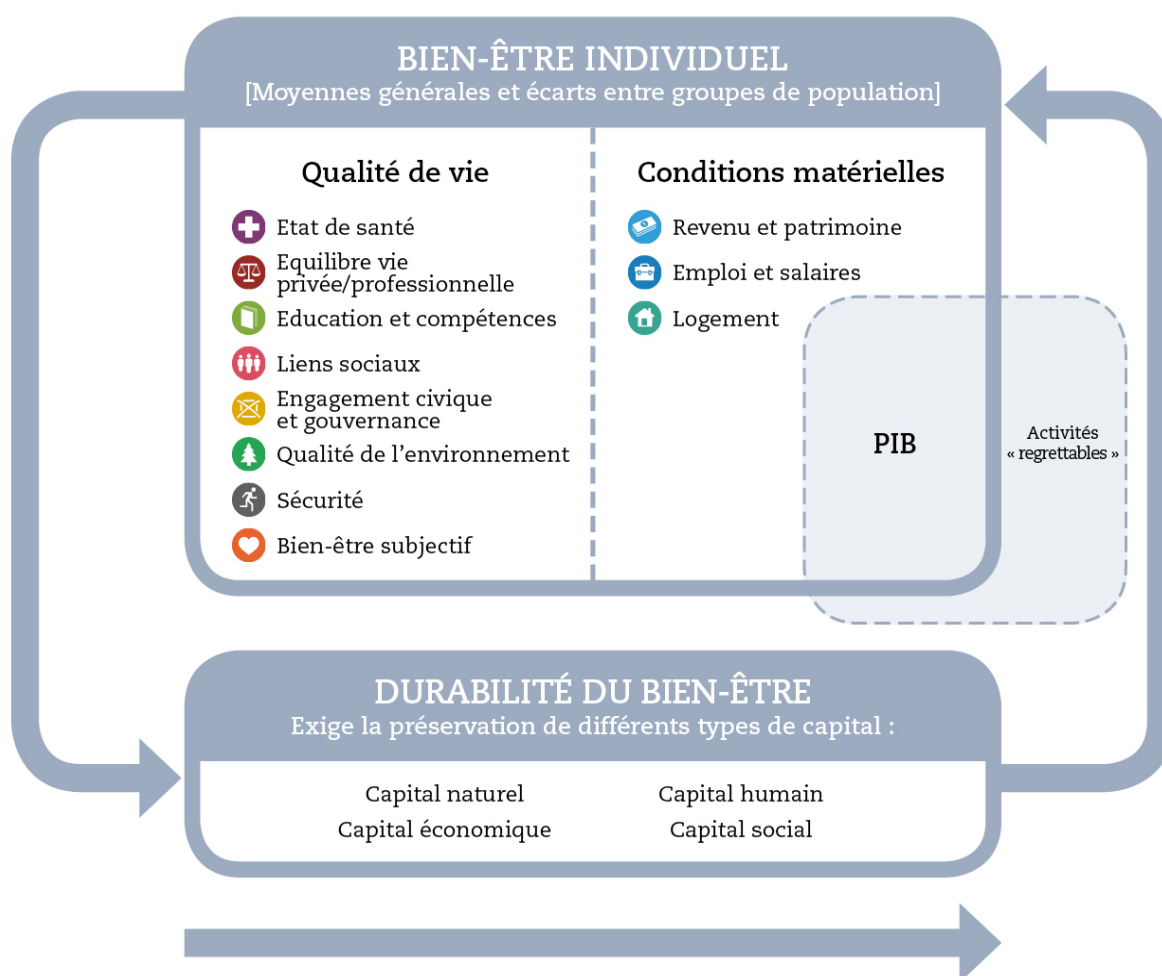 BIEN-ÊTRE INDIVIDUEL
[Moyennes générales et écarts entre groupes de population]
Qualité de vie
Etat de santé
Equilibre vie
privée/professionnelle
Education et compétences
Liens sociaux
Engagement civique
et gouvernance
Qualité de l'environnement
Sécurité
Bien-être subjectif
Conditions matérielles
Revenu et patrimoine
Emploi et salaires
Logement
PIB
Activités
« regrettables »
DURABILITÉ DU BIEN-ÊTRE
Exige la préservation de différents types de capital :
Capital naturel
Capital humain
Capital économique
Capital social